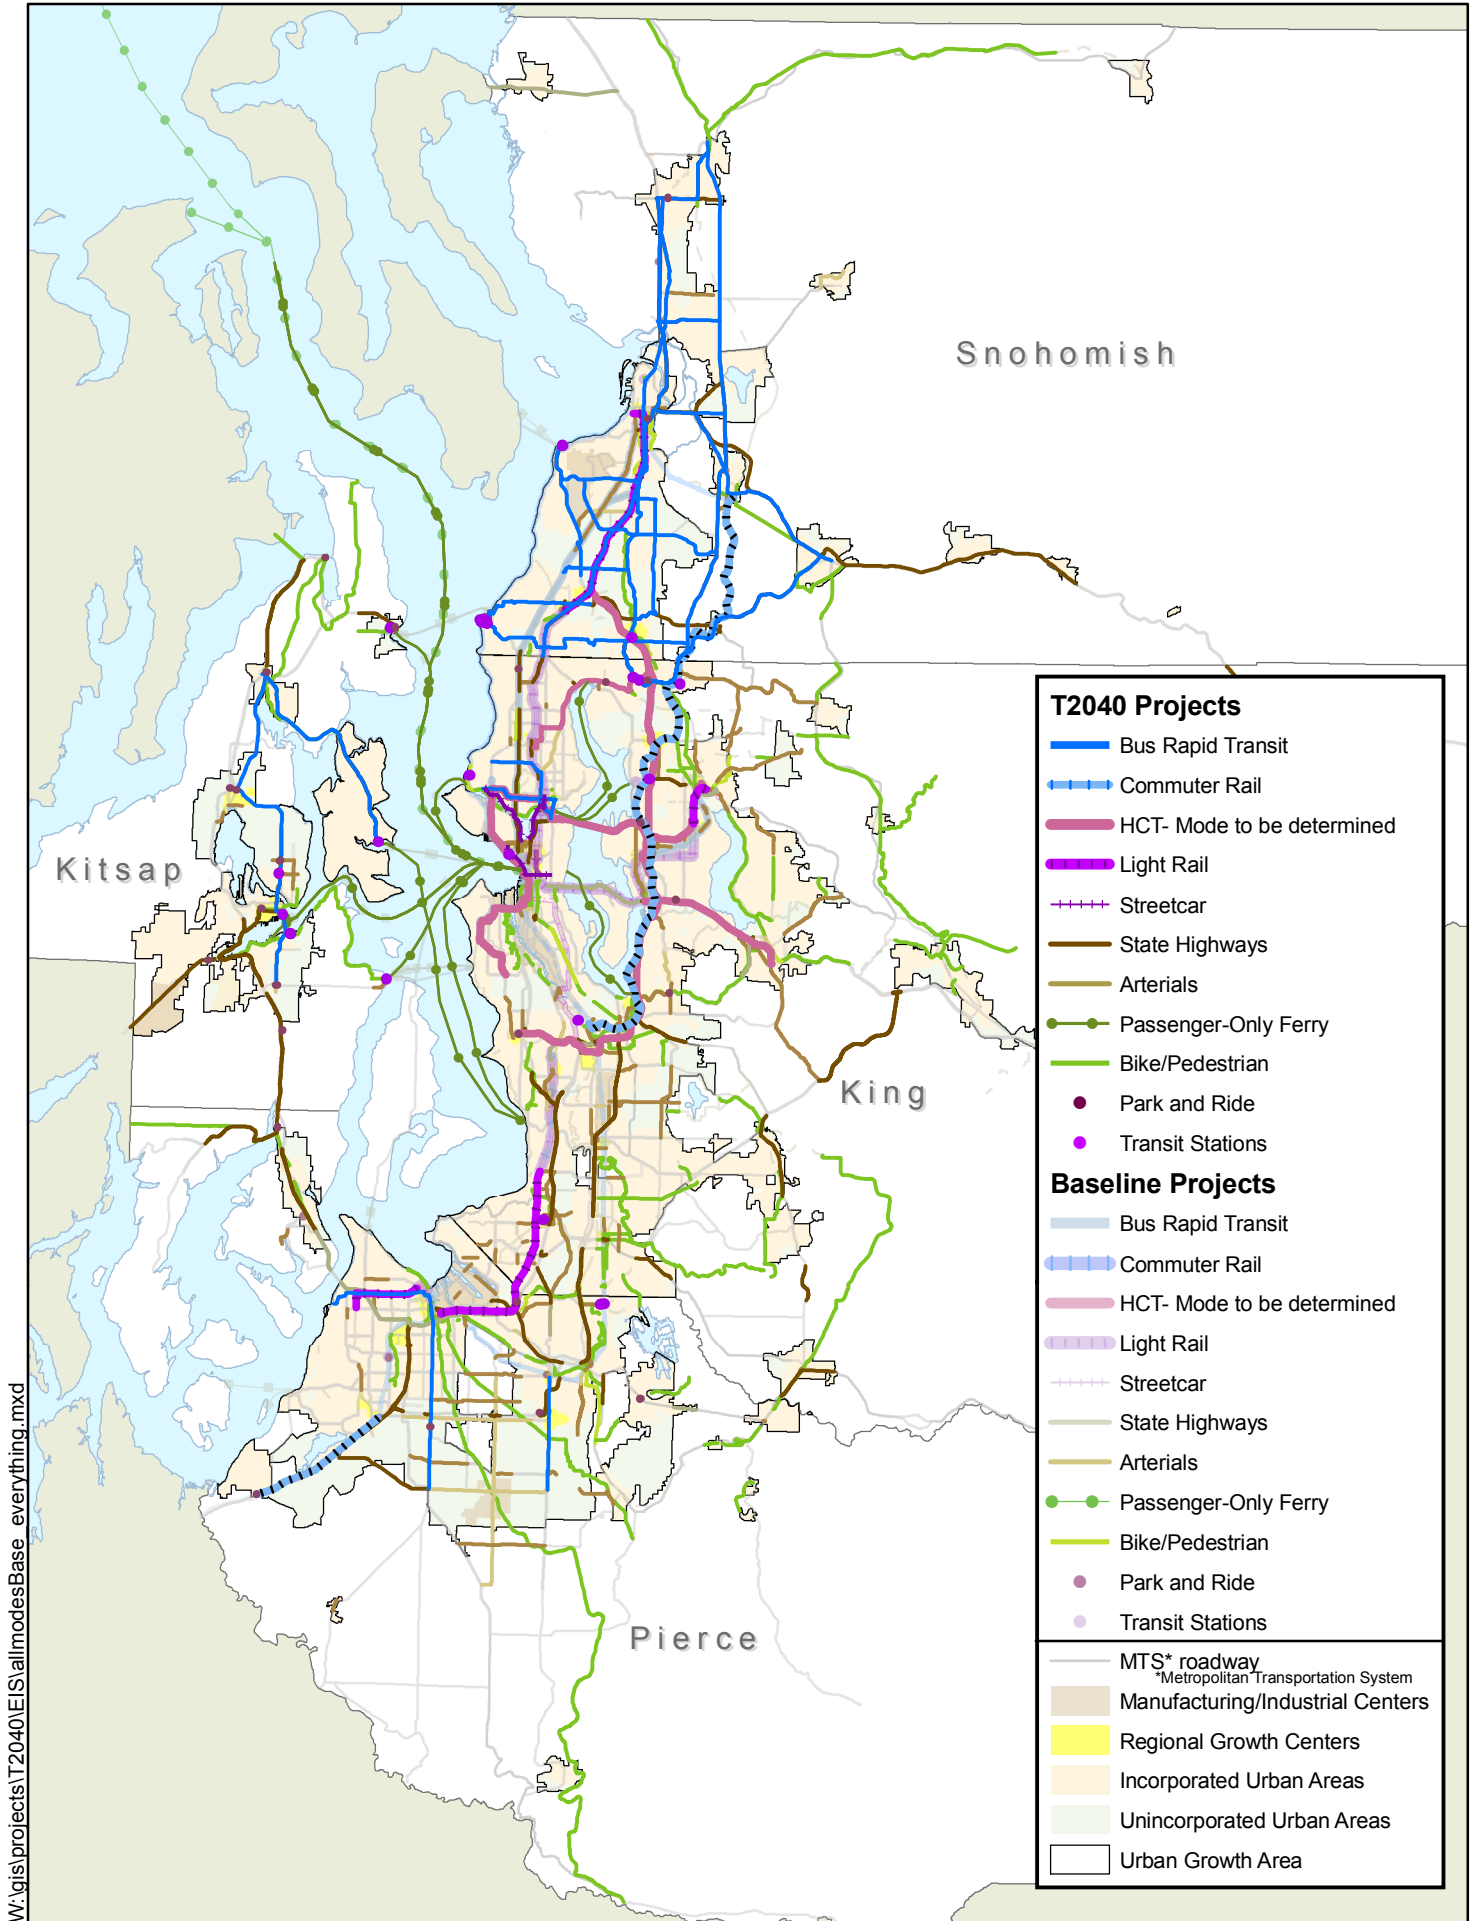 Snohomish
Kitsap
King
Pierce
T2040 Projects
Bus Rapid Transit
Commuter Rail
HCT- Mode to be determined
Light Rail
Streetcar
State Highways
Arterials
Passenger-Only Ferry
Bike/Pedestrian
Park and Ride
Transit Stations
Baseline Projects
Bus Rapid Transit
Commuter Rail
HCT- Mode to be determined
Light Rail
Streetcar
State Highways
Arterials
Passenger-Only Ferry
Bike/Pedestrian
Park and Ride
Transit Stations
MTS* roadway
*Metropolitan Transportation System
Manufacturing/Industrial Centers
Regional Growth Centers
Incorporated Urban Areas
Unincorporated Urban Areas
Urban Growth Area
W:\gis\projects\T2040\EIS\allmodesBase_everything.mxd